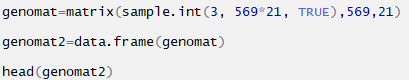 genomat=matrix(sample.int(3, 569*21, TRUE),569,21)
genomat2=data.frame(genomat)
head(genomat2)